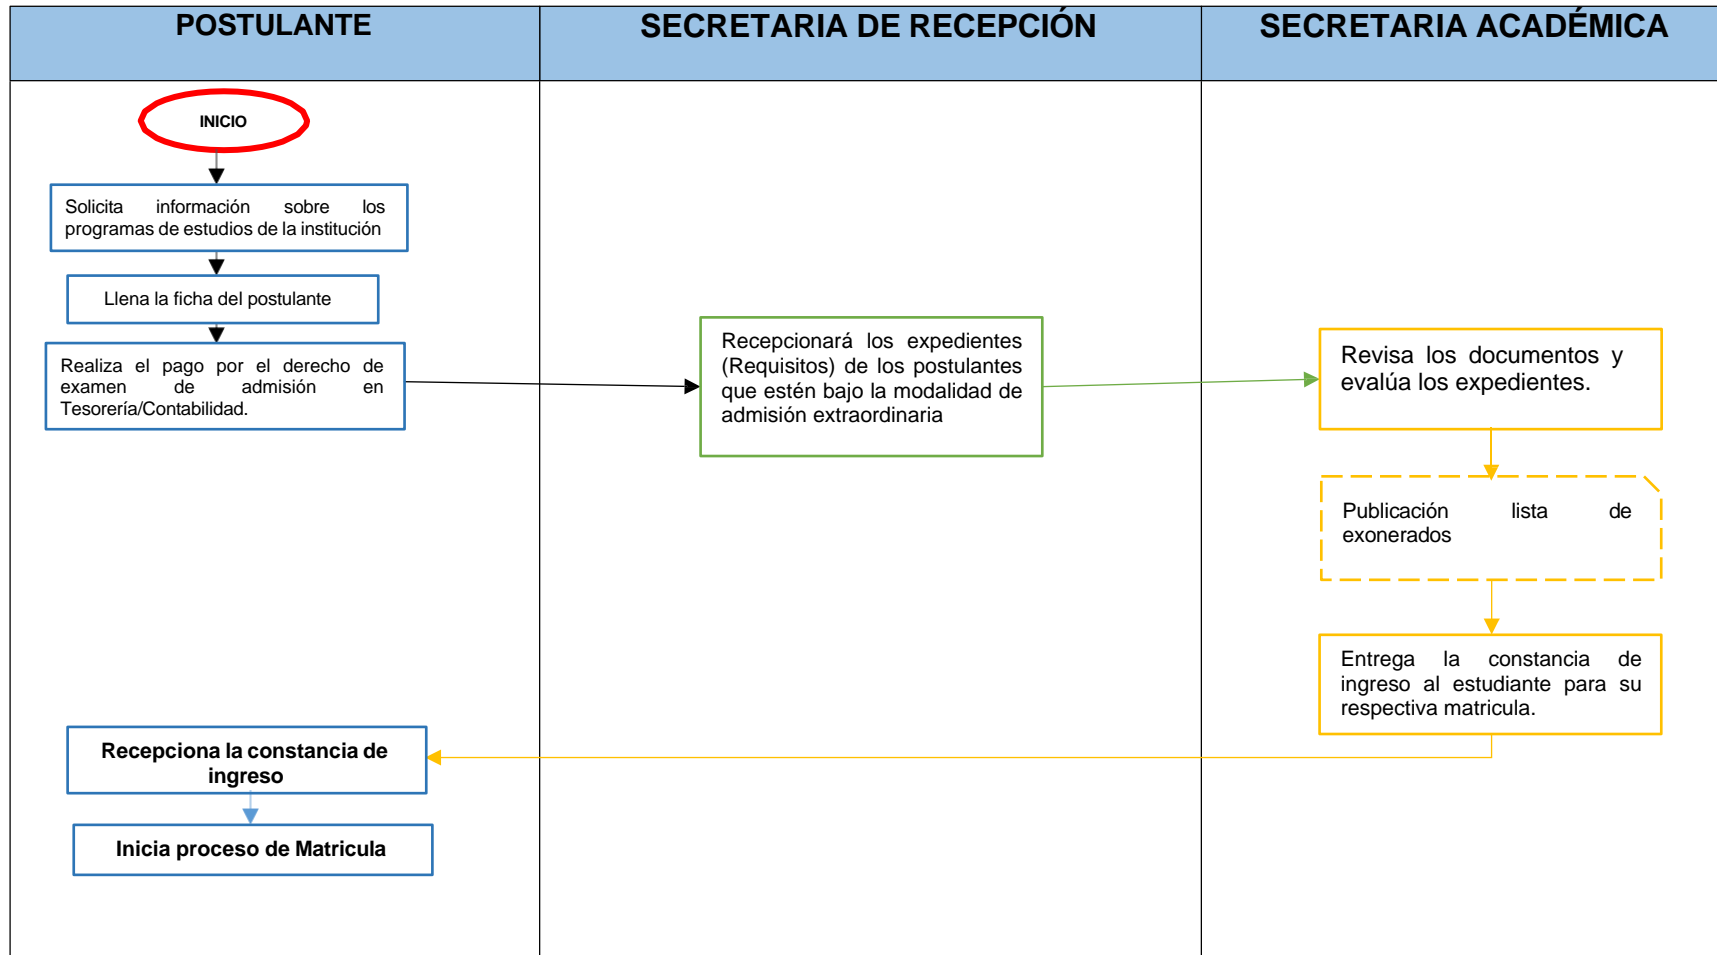 POSTULANTE
SECRETARIA DE RECEPCIÓN
SECRETARIA ACADÉMICA
INICIO
Solicita información sobre los
programas de estudios de la institución
Llena la ficha del postulante
Realiza el pago por el derecho de
examen de admisión en
Tesorería/Contabilidad.
Recepcionará los expedientes
(Requisitos) de los postulantes
que estén bajo la modalidad de
admisión extraordinaria
Revisa los documentos y
evalúa los expedientes.
Publicación lista de
exonerados
Entrega la constancia de
ingreso al estudiante para su
respectiva matricula.
Recepciona la constancia de
ingreso
Inicia proceso de Matricula